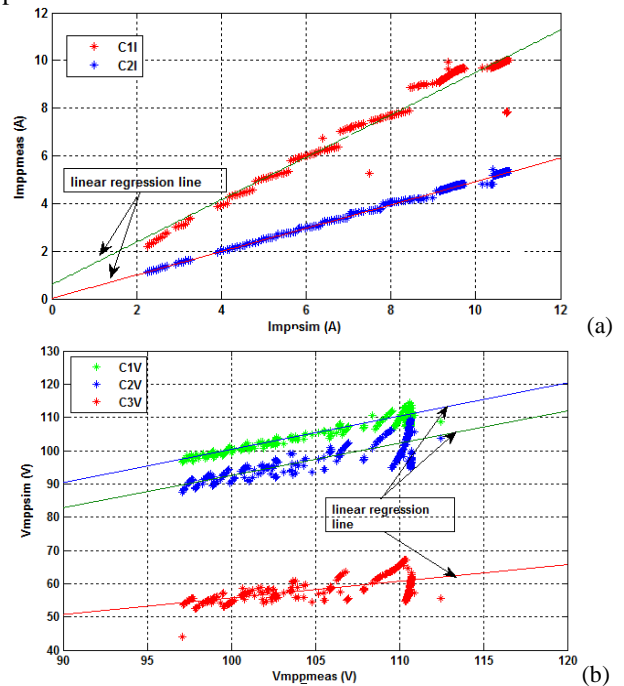 p
12
10
8
6
4
2
0
Imppmeas (A)
C1I
C2I
linear regression line
0 2 4 6 8 10 12
Imppsim (A)
(a)
130
120
110
100
90
80
70
60
50
40
Vmppsim (V)
C1V
C2V
C3V
linear regression
line
90 95 100 105 110 115 120
Vmppmeas (V)
(b)